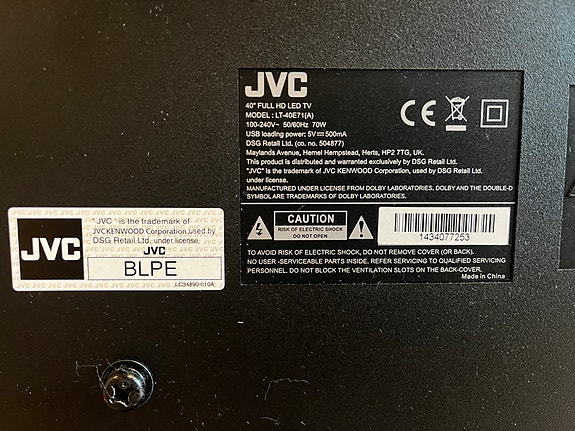 JVC
40" FULL HD LED TV
MODEL: LT-40E71(A)
100-240V~ 50/60Hz 70W
USB loading power: 5V⎓500mA
DSG Retail Ltd. (co. no. 504877)
Maylands Avenue, Hemel Hempstead, Herts, HP2 7TG, UK.
This product is distributed and warranted exclusively by DSG Retail Ltd.
"JVC" is the trademark of JVC KENWOOD Corporation, used by DSG Retail Ltd.
under license.
MANUFACTURED UNDER LICENSE FROM DOLBY LABORATORIES, DOLBY AND THE DOUBLE-D
SYMBOL ARE TRADEMARKS OF DOLBY LABORATORIES.
CE
CAUTION
RISK OF ELECTRIC SHOCK
DO NOT OPEN
1434077253
TO AVOID RISK OF ELECTRIC SHOCK, DO NOT REMOVE COVER (OR BACK).
NO USER -SERVICEABLE PARTS INSIDE. REFER SERVICING TO QUALIFIED SERVICING
PERSONNEL. DO NOT BLOCK THE VENTILATION SLOTS ON THE BACK-COVER.
Made in China
JVC
"JVC" is the trademark of
JVCKENWOOD Corporation,used by
DSG Retail Ltd. under license.
JVC
BLPE
LC34890-010A